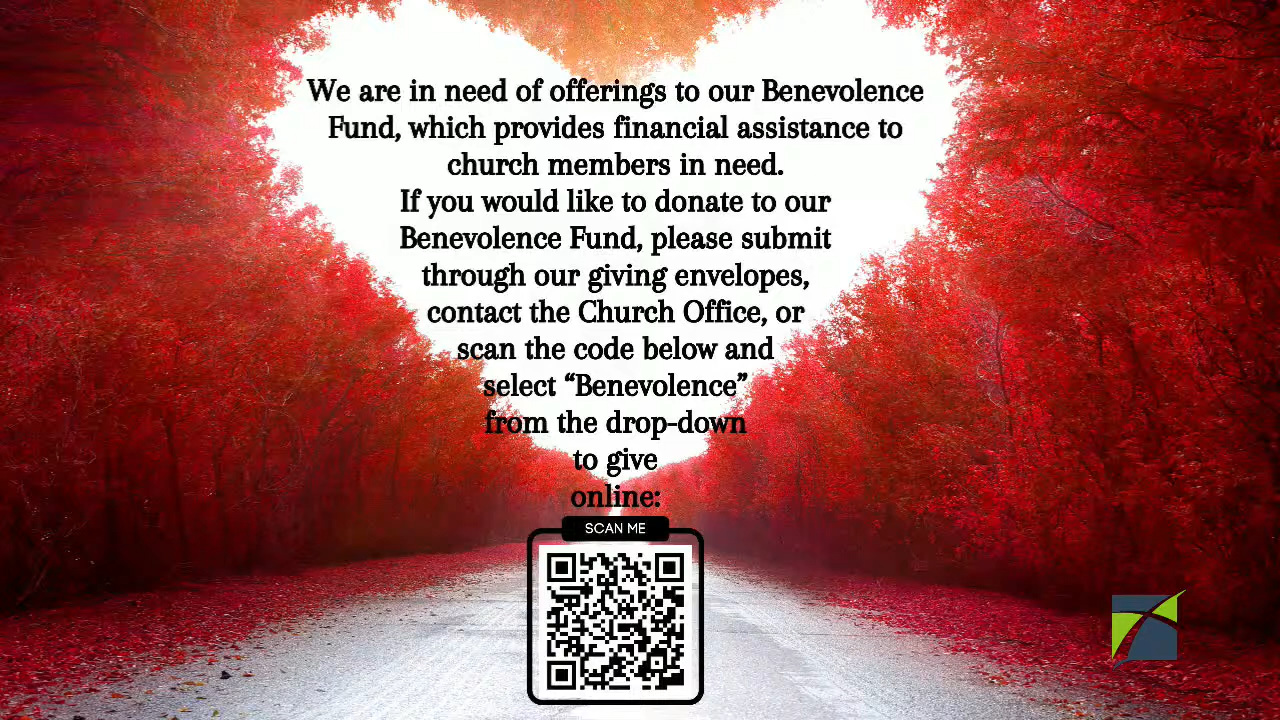 We are in need of offerings to our Benevolence
Fund, which provides financial assistance to
church members in need.
If you would like to donate to our
Benevolence Fund, please submit
through our giving envelopes,
contact the Church Office, or
scan the code below and
select “Benevolence”
from the drop-down
to give
online:
SCAN ME